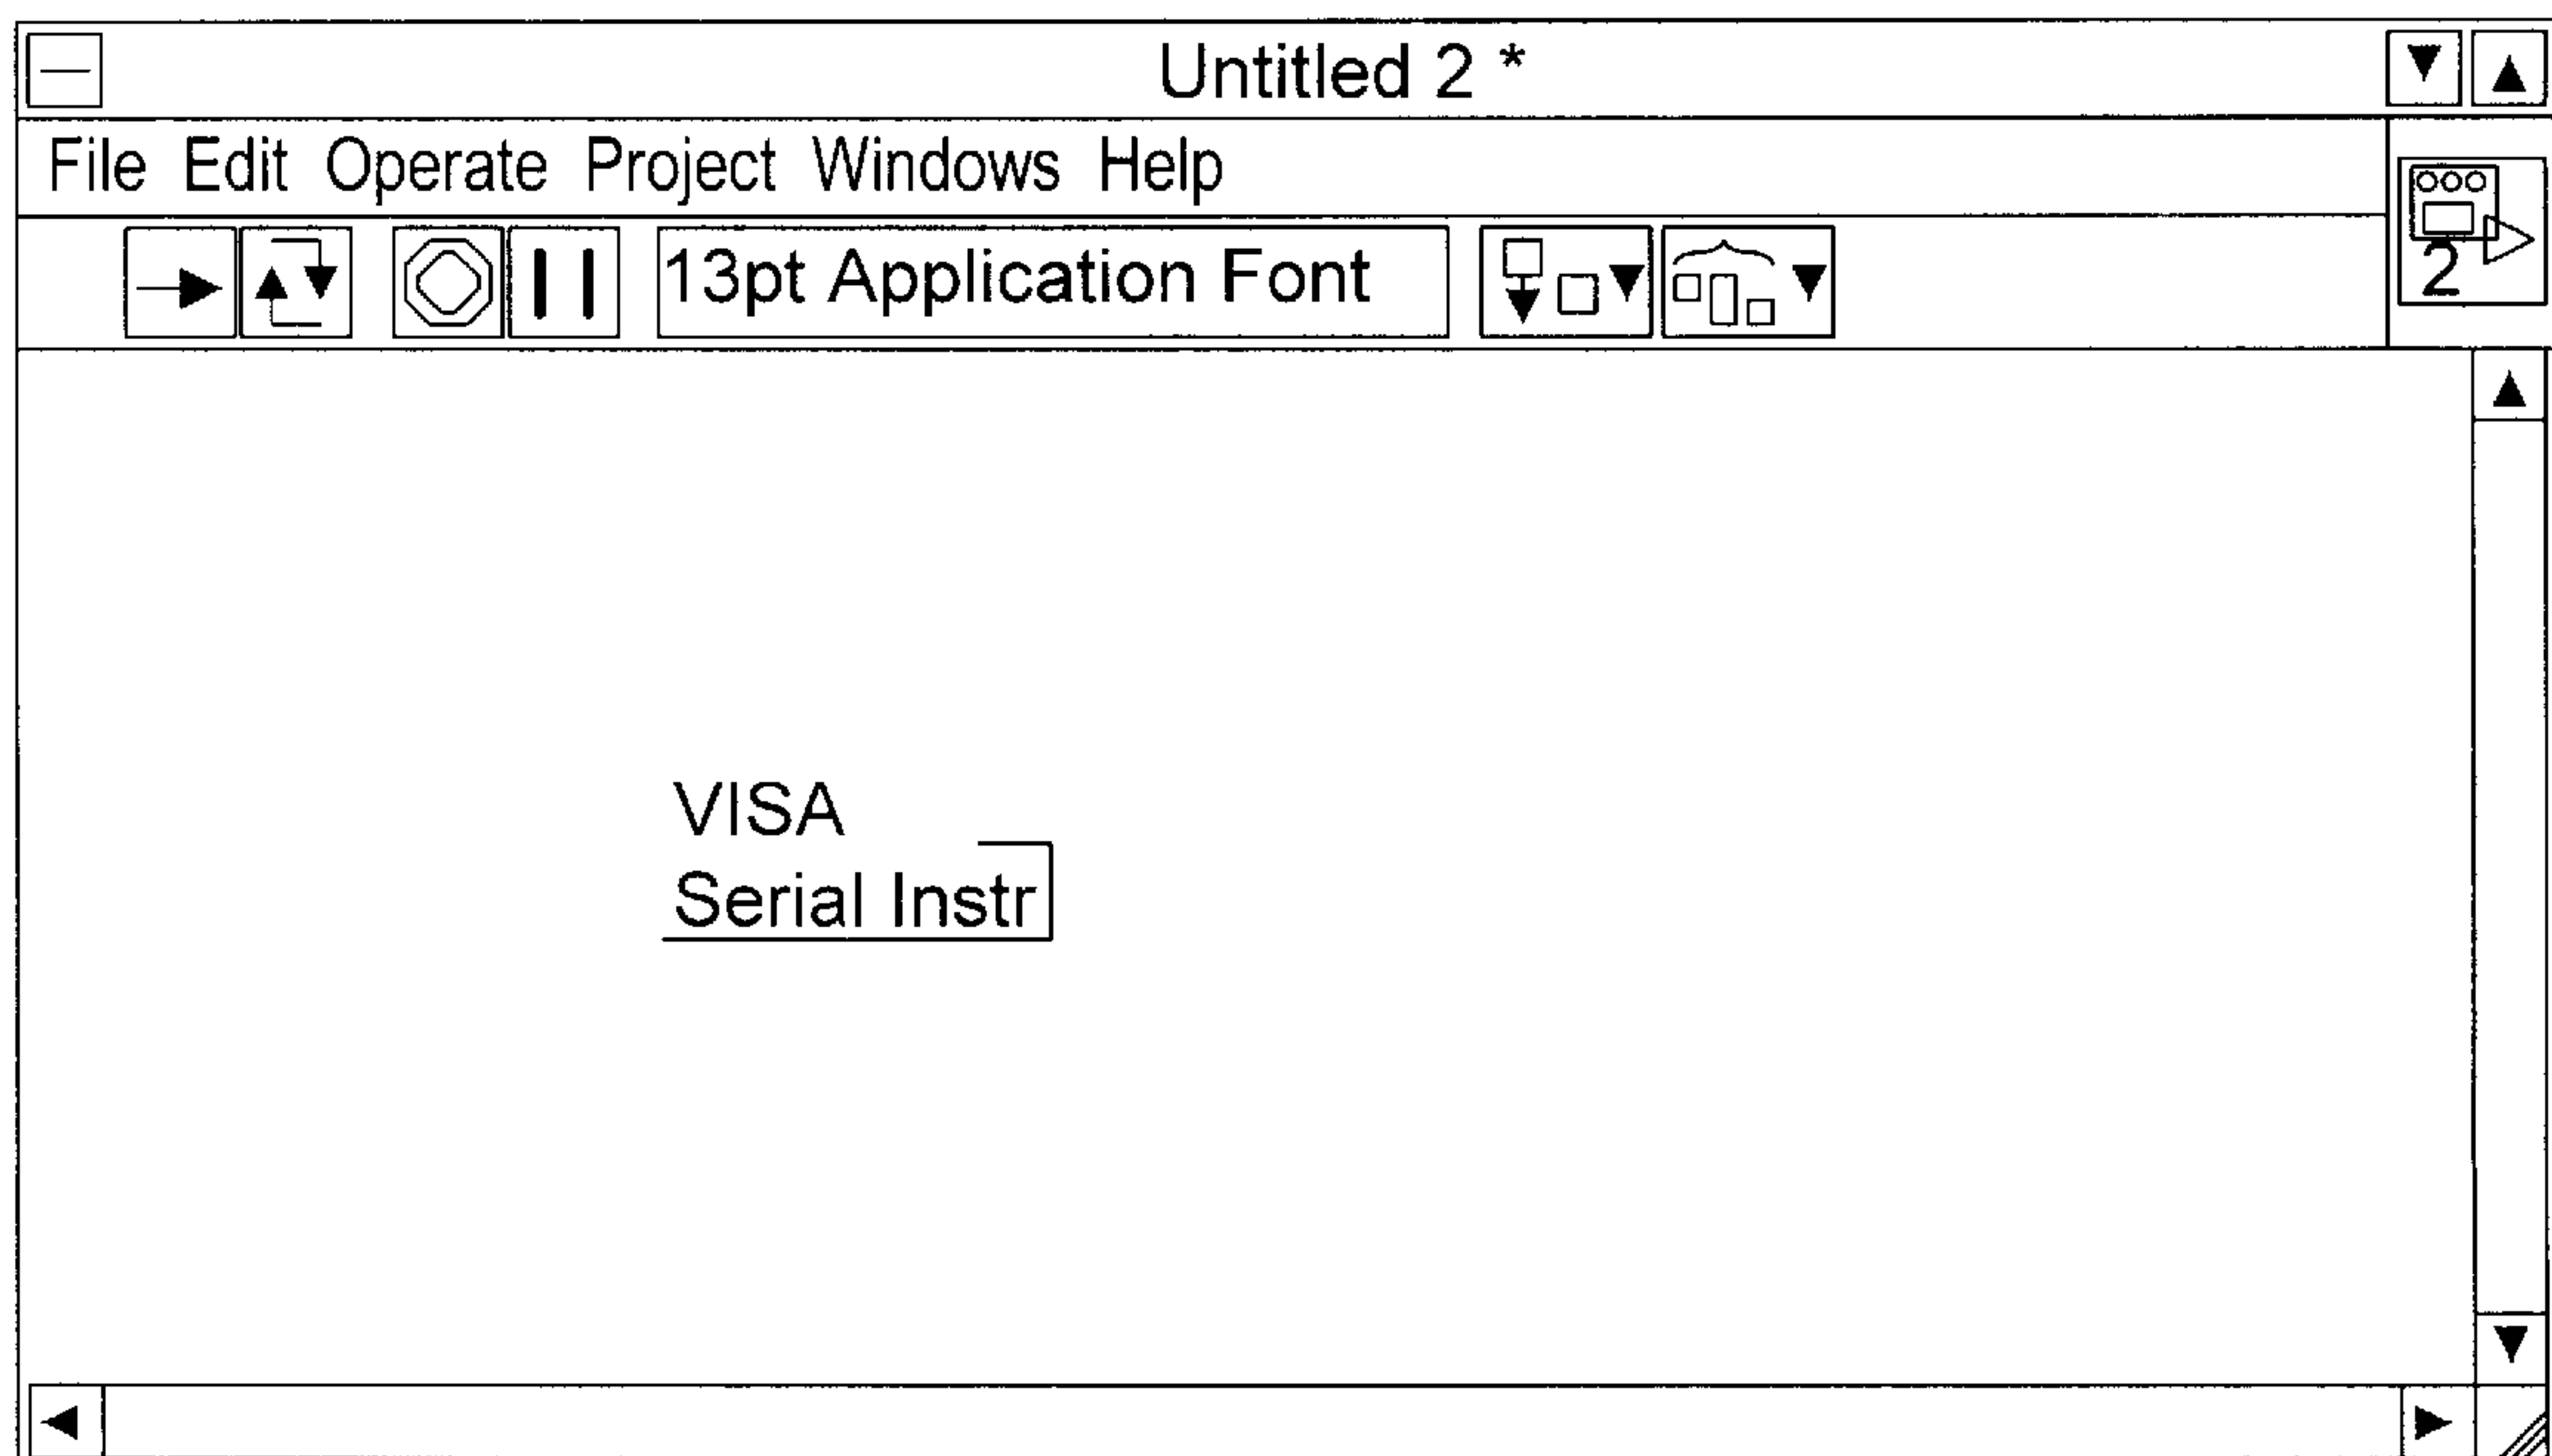 Untitled 2 *
File Edit Operate Project Windows Help
13pt Application Font
2
VISA
Serial Instr